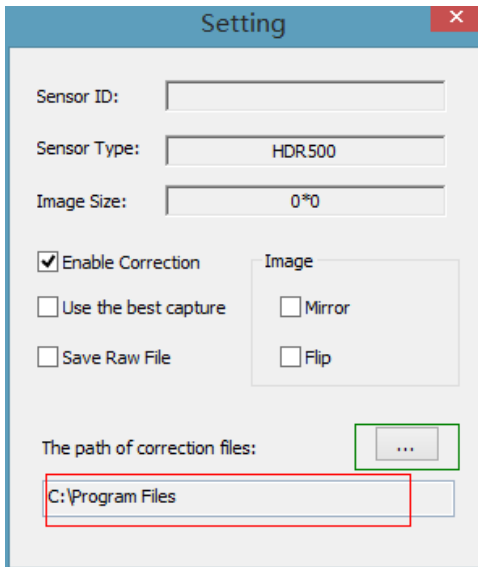 Setting
Sensor ID:
Sensor Type: HDR500
Image Size: 0*0
Enable Correction
Image
Use the best capture
Mirror
Save Raw File
Flip
The path of correction files: ...
C:\Program Files